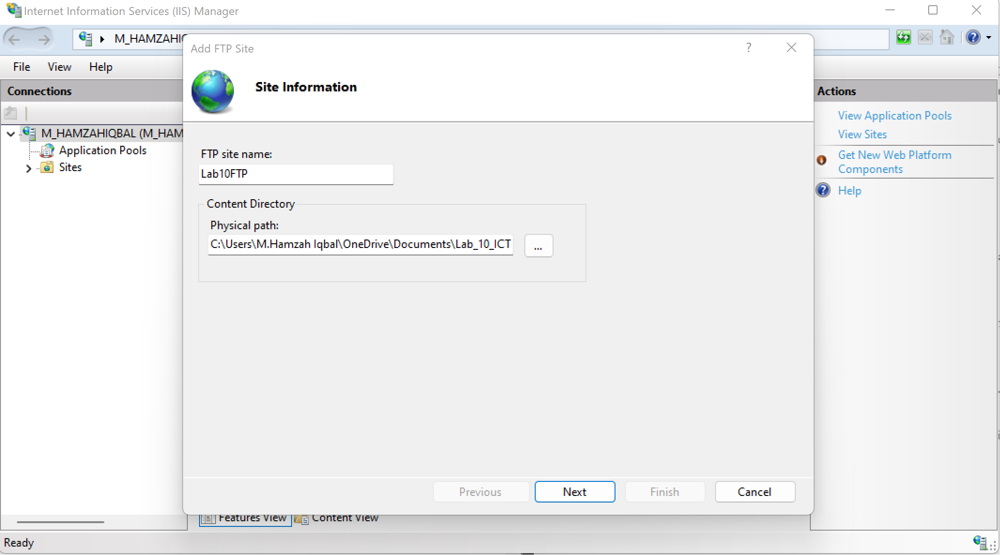 Internet Information Services (IIS) Manager
M_HAMZAHIQ
File View Help
Connections
M_HAMZAHIQBAL (M_HAM
Application Pools
Sites
Add FTP Site
?
Site Information
FTP site name:
Lab10FTP
Content Directory
Physical path:
C:\Users\M.Hamzah Iqbal\OneDrive\Documents\Lab_10_ICT
...
Previous Next Finish Cancel
Features View Content View
Actions
View Application Pools
View Sites
Get New Web Platform
Components
Help
Ready